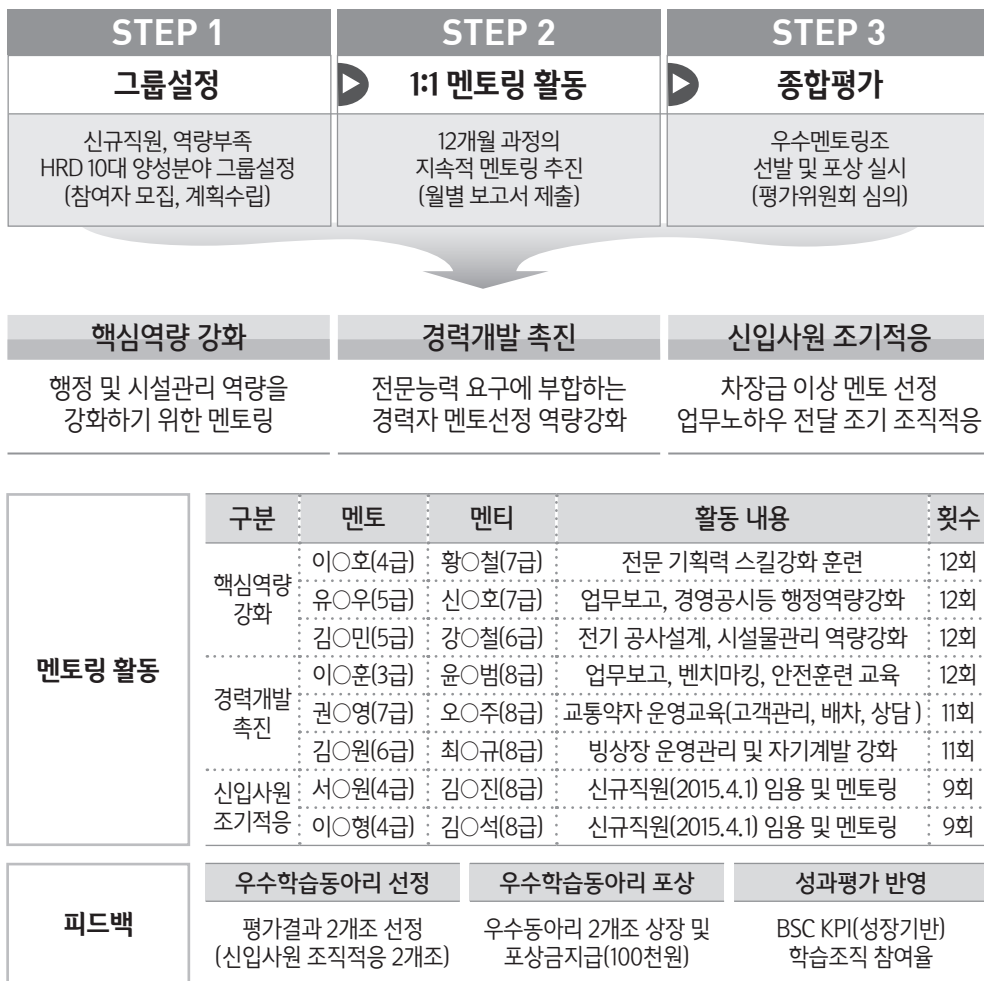 STEP 1
STEP 2
STEP 3
그룹설정
1:1 멘토링 활동
종합평가
신규직원, 역량부족
HRD 10대 양성분야 그룹설정
(참여자 모집, 계획수립)
12개월 과정의
지속적 멘토링 추진
(월별 보고서 제출)
우수멘토링조
선발 및 포상 실시
(평가위원회 심의)
핵심역량 강화
행정 및 시설관리 역량을
강화하기 위한 멘토링
경력개발 촉진
전문능력 요구에 부합하는
경력자 멘토선정 역량강화
신입사원 조기적응
차장급 이상 멘토 선정
업무노하우 전달 조기 조직적응
멘토링 활동
구분 멘토 멘티 활동 내용 횟수
핵심역량
강화
이○호(4급) 황○철(7급) 전문 기획력 스킬강화 훈련 12회
유○우(5급) 신○호(7급) 업무보고, 경영공시등 행정역량강화 12회
김○민(5급) 강○철(6급) 전기 공사설계, 시설물관리 역량강화 12회
경력개발
촉진
이○훈(3급) 윤○범(8급) 업무보고, 벤치마킹, 안전훈련 교육 12회
권○영(7급) 오○주(8급) 교통약자 운영교육(고객관리, 배차, 상담 ) 11회
김○원(6급) 최○규(8급) 빙상장 운영관리 및 자기계발 강화 11회
신입사원
조기적응
서○원(4급) 김○진(8급) 신규직원(2015.4.1) 임용 및 멘토링 9회
이○형(4급) 김○석(8급) 신규직원(2015.4.1) 임용 및 멘토링 9회
피드백
우수학습동아리 선정
평가결과 2개조 선정
(신입사원 조직적응 2개조)
우수학습동아리 포상
우수동아리 2개조 상장 및
포상금지급(100천원)
성과평가 반영
BSC KPI(성장기반)
학습조직 참여율